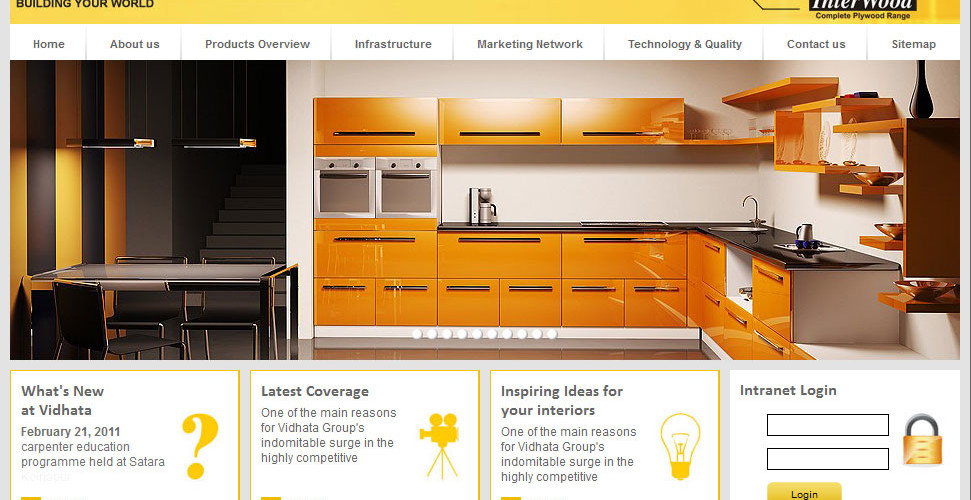 BUILDING YOUR WORLD
InterWood
Complete Plywood Range
Home About us Products Overview Infrastructure Marketing Network Technology & Quality Contact us Sitemap
What's New
at Vidhata
February 21, 2011
carpenter education
programme held at Satara
Latest Coverage
One of the main reasons
for Vidhata Group's
indomitable surge in the
highly competitive
Inspiring Ideas for
your interiors
One of the main reasons
for Vidhata Group's
indomitable surge in the
highly competitive
Intranet Login
Login